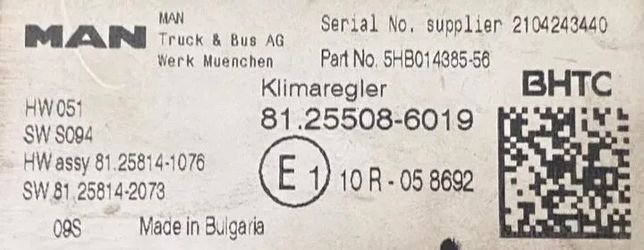 MAN
MAN
Truck & Bus AG
Werk Muenchen
Serial No. supplier 2104243440
Part No. 5HB014385-56
Klimaregler
BHTC
81.25508-6019
HW 051
SW S094
HW assy 81.25814-1076
SW 81.25814-2073
E 1 10 R - 05 8692
09S Made in Bulgaria